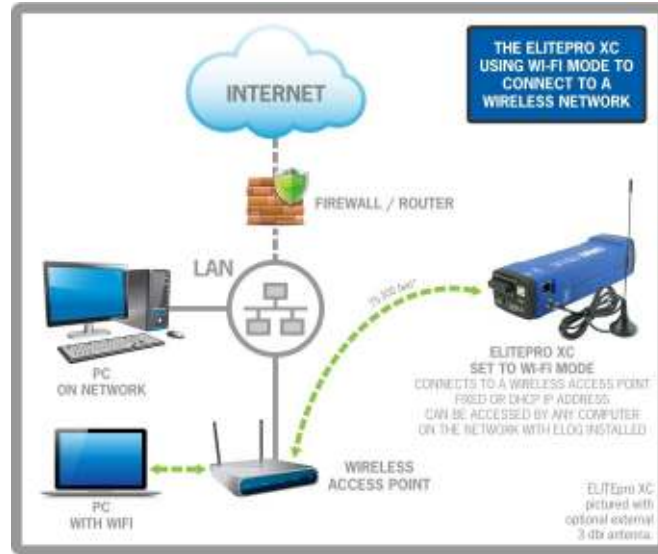 THE ELITEPRO XC
USING WI-FI MODE TO
CONNECT TO A
WIRELESS NETWORK
INTERNET
FIREWALL / ROUTER
LAN
PC
ON NETWORK
ELITEPRO XC
SET TO WI-FI MODE
CONNECTS TO A WIRELESS ACCESS POINT
FIXED OR DHCP IP ADDRESS
CAN BE ACCESSED BY ANY COMPUTER
ON THE NETWORK WITH ELOG INSTALLED
WIRELESS
ACCESS POINT
PC
WITH WIFI
ELITEpro XC
pictured with
optional external
3 dbi antenna.